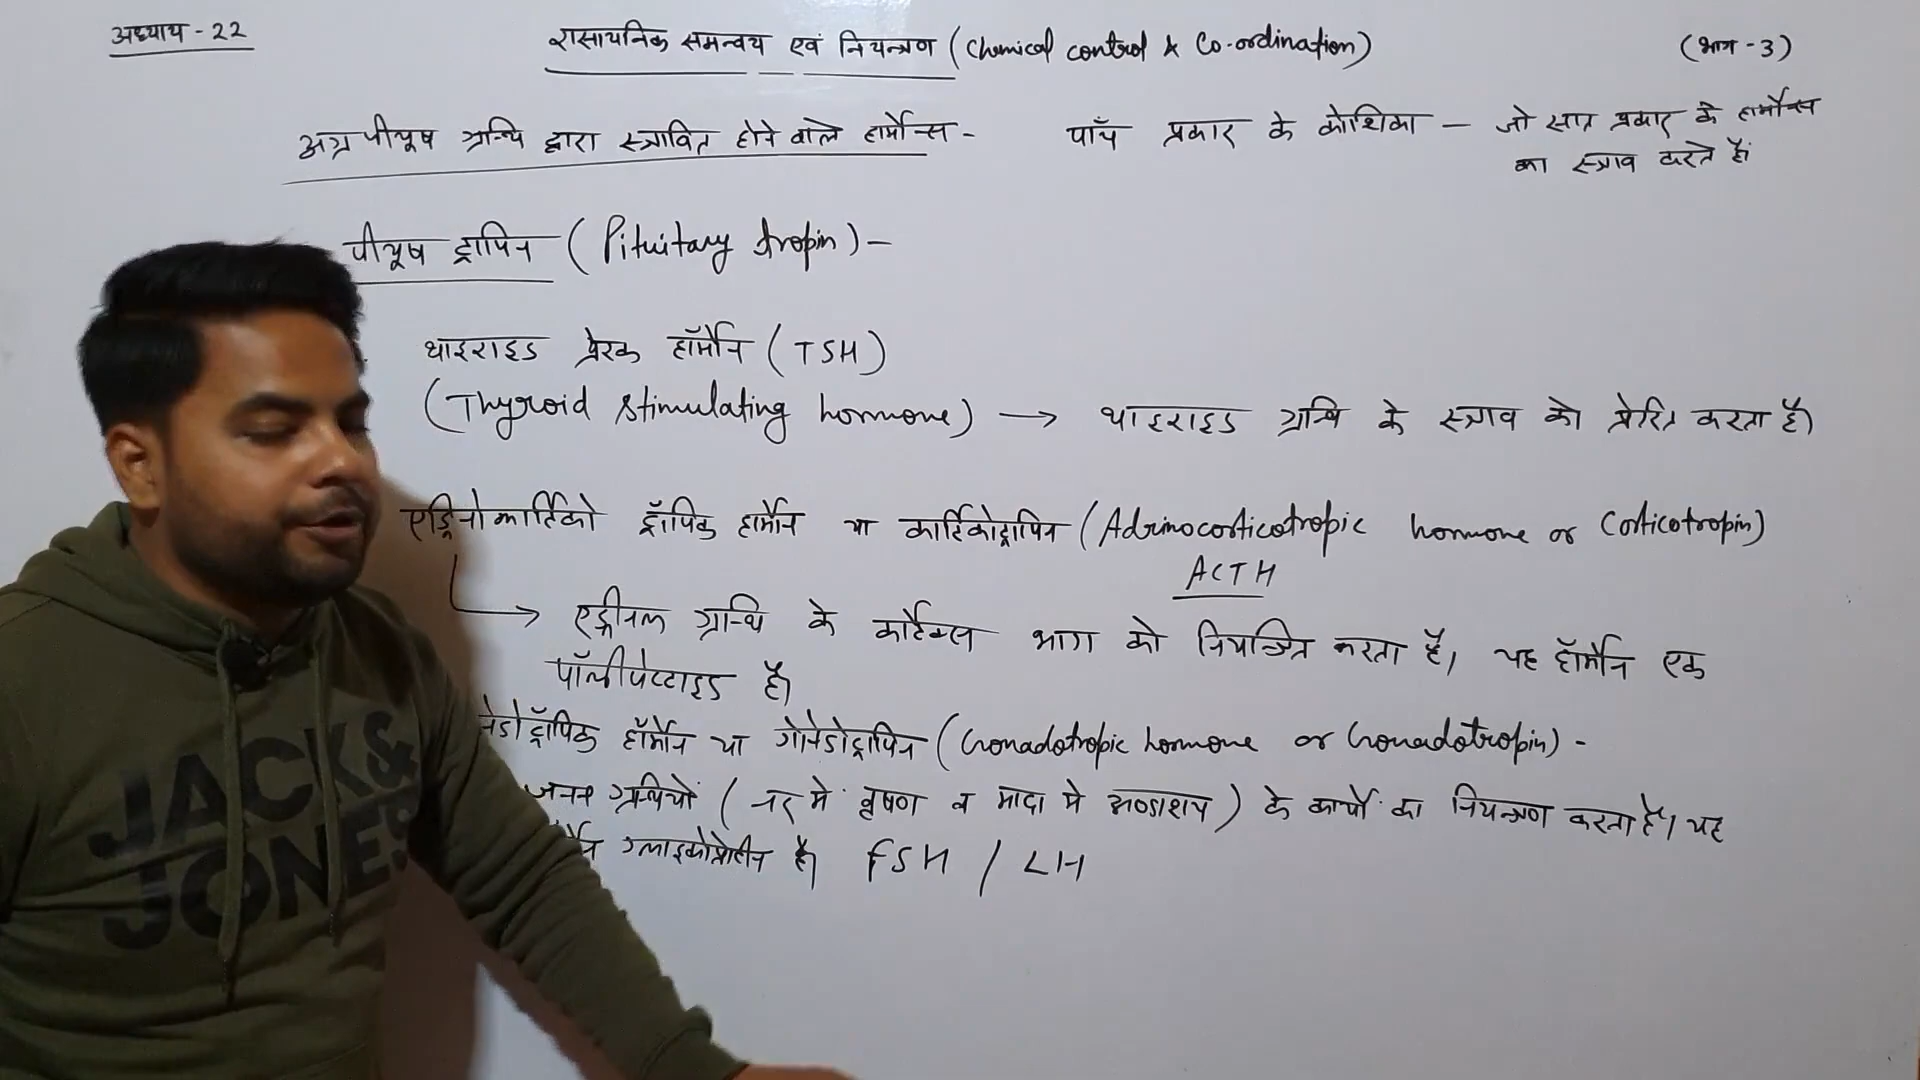 अध्याय - 22
रासायनिक समन्वय एवं नियन्त्रण (Chemical control & Co-ordination)
(भाग - 3)
अग्र पीयूष ग्रन्थि द्वारा स्त्रावित होने वाले हार्मोन्स -
पाँच प्रकार के कोशिका - जो सात प्रकार के हार्मोन्स
का स्त्राव करते हैं।
पीयूष ट्रापिन (Pituitary tropin) -
थाइराइड प्रेरक हॉर्मोन (TSH)
(Thyroid stimulating hormone) → थाइराइड ग्रन्थि के स्त्राव को प्रेरित करता है।
एड्रिनोकार्टिको ट्रॉपिक हार्मोन या कार्टिकोट्रापिन (Adrinocorticotropic hormone or Corticotropin)
ACTH
→ एड्रीनल ग्रन्थि के कॉर्टेक्स भाग को नियन्त्रित करता है, यह हॉर्मोन एक
पॉलीपेप्टाइड है।
नेडोट्रॉपिक हॉर्मोन या गोनेडोट्रापिन (Gonadotropic hormone or Gonadotropin) -
जनन ग्रन्थियों (नर मे वृषण व मादा मे अण्डाशय) के कार्यो का नियन्त्रण करता है। यह
ग्लाइकोप्रोटीन है। FSH / LH
JACK&
JONES